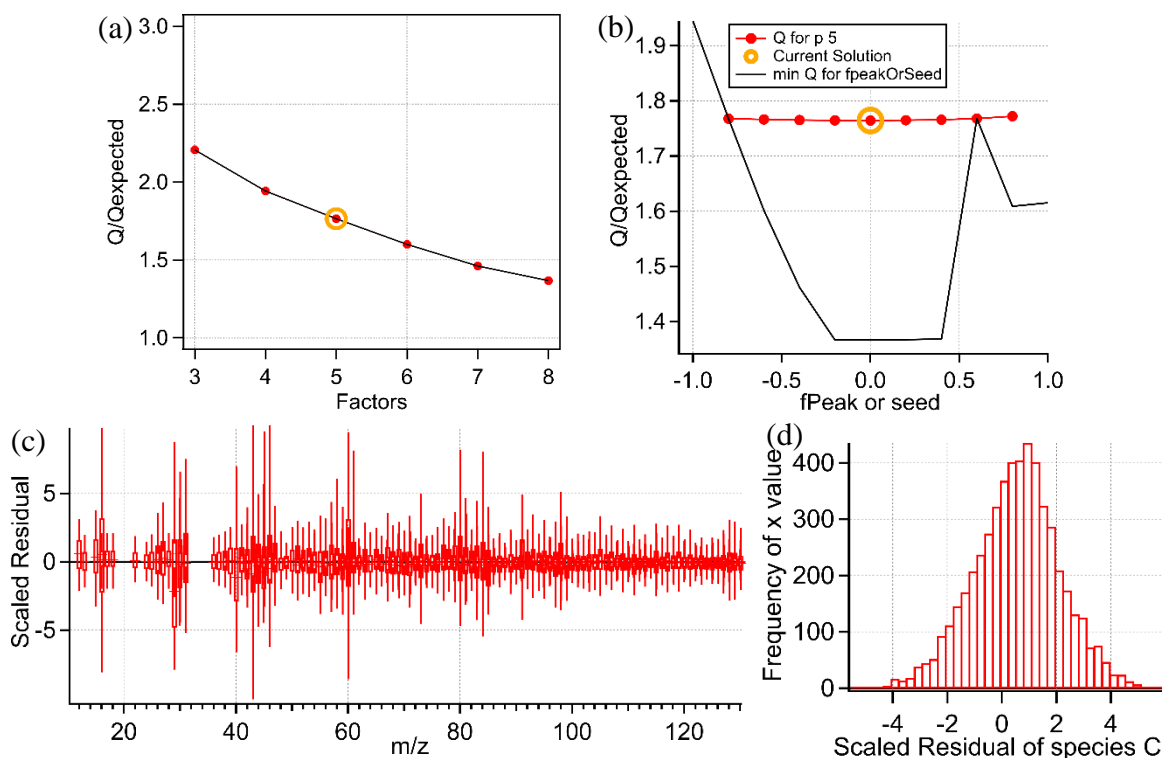 (a)
3.0
2.5
2.0
1.5
1.0
Q/Qexpected
3 4 5 6 7 8
Factors
(b)
Q for p 5
Current Solution
min Q for fpeakOrSeed
1.9
1.8
1.7
1.6
1.5
1.4
Q/Qexpected
-1.0 -0.5 0.0 0.5 1.0
fPeak or seed
(c)
5
0
-5
Scaled Residual
20 40 60 80 100 120
m/z
(d)
400
300
200
100
0
Frequency of x value
-4 -2 0 2 4
Scaled Residual of species C